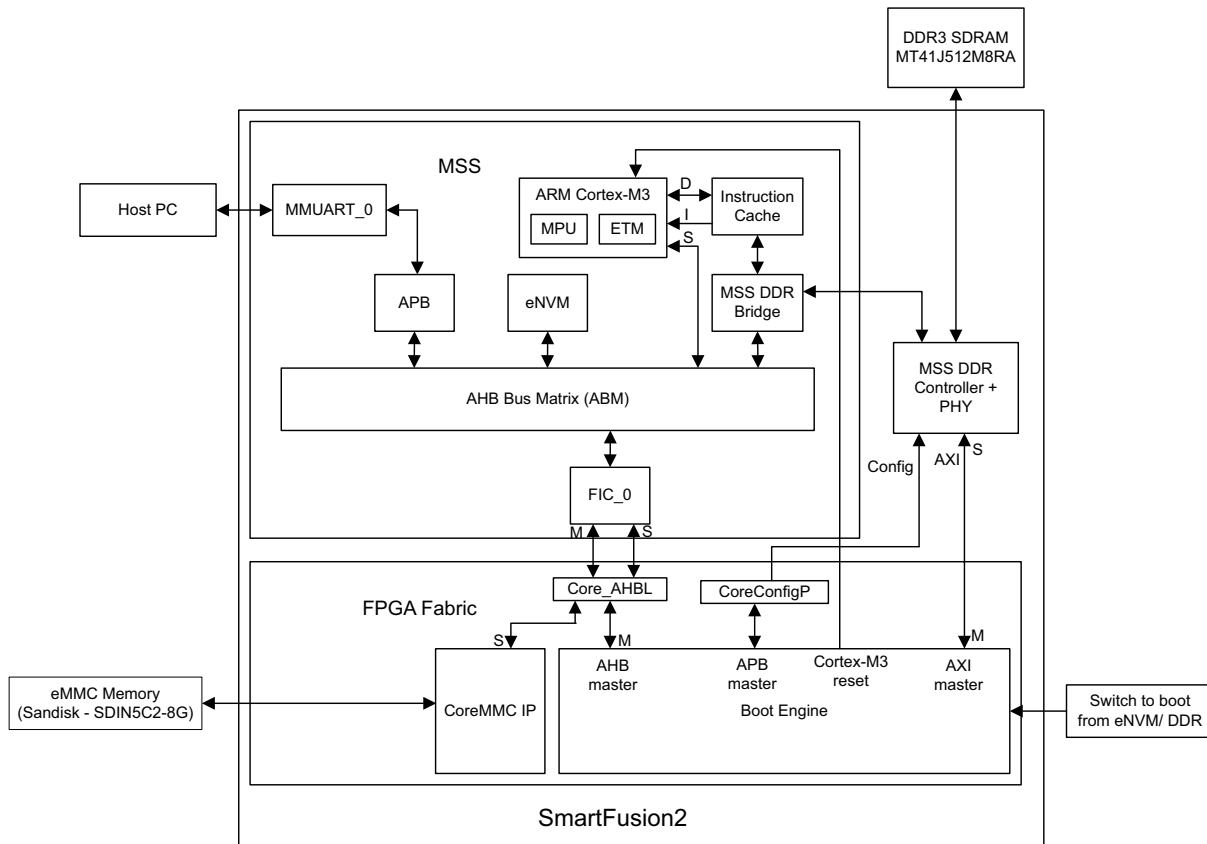 DDR3 SDRAM
MT41J512M8RA
MSS
Host PC
MMUART_0
ARM Cortex-M3
MPU
ETM
D
I
S
Instruction
Cache
APB
eNVM
MSS DDR
Bridge
AHB Bus Matrix (ABM)
MSS DDR
Controller +
PHY
Config
AXI
S
FIC_0
M
S
Core_AHBL
CoreConfigP
FPGA Fabric
S
M
M
eMMC Memory
(Sandisk - SDIN5C2-8G)
CoreMMC IP
AHB
master
APB
master
Cortex-M3
reset
AXI
master
Boot Engine
Switch to boot
from eNVM/ DDR
SmartFusion2